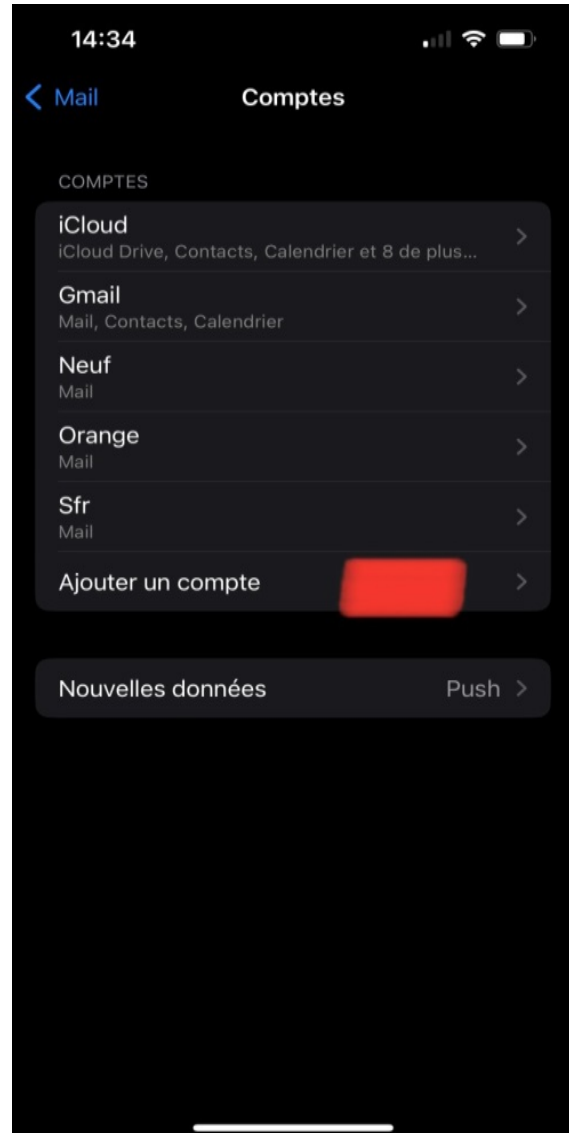 14:34
Mail
Comptes
COMPTES
iCloud
iCloud Drive, Contacts, Calendrier et 8 de plus...
Gmail
Mail, Contacts, Calendrier
Neuf
Mail
Orange
Mail
Sfr
Mail
Ajouter un compte
Nouvelles données Push